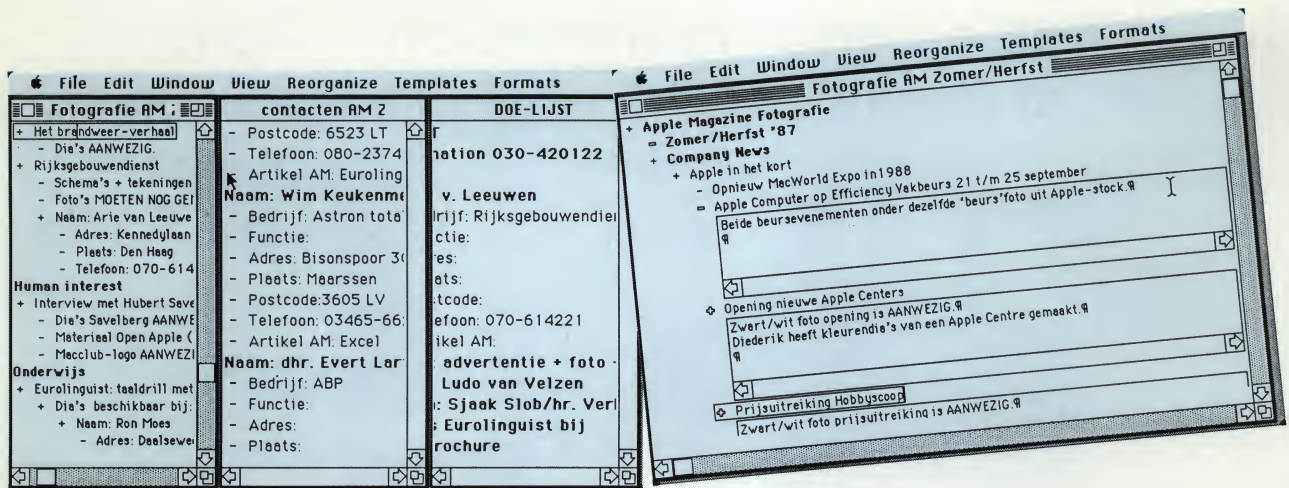 File Edit Window View Reorganize Templates Formats
Fotografie AM
+ Het brandweer-verhaal
- Dia's AANWEZIG.
+ Rijksgebouwendienst
- Schema's + tekeningen
- Foto's MOETEN NOG GEI
+ Naam: Arie van Leeuwe
- Adres: Kennedylaan
- Plaats: Den Haag
- Telefoon: 070-614
Human interest
+ Interview met Hubert Save
- Dia's Savelberg AANWE
- Materiaal Open Apple (
- Macclub-logo AANWEZI
Onderwijs
+ Eurolinguist: taaldrill met
+ Dia's beschikbaar bij:
+ Naam: Ron Moes
- Adres: Daalsewei
contacten AM 2
- Postcode: 6523 LT
- Telefoon: 080-2374
- Artikel AM: Euroling
Naam: Wim Keukenme
- Bedrijf: Astron tota
- Functie:
- Adres: Bisonspoor 30
- Plaats: Maarssen
- Postcode:3605 LV
- Telefoon: 03465-66
- Artikel AM: Excel
Naam: dhr. Evert Lar
- Bedrijf: ABP
- Functie:
- Adres:
- Plaats:
DOE-LIJST
nation 030-420122
v. Leeuwen
rijf: Rijksgebouwendie
ctie:
res:
ats:
tcode:
efoon: 070-614221
ikel AM:
advertentie + foto -
Ludo van Velzen
: Sjaak Slob/hr. Verl
s Eurolinguist bij
rochure
File Edit Window View Reorganize Templates Formats
Fotografie AM Zomer/Herfst
+ Apple Magazine Fotografie
- Zomer/Herfst '87
+ Company News
+ Apple in het kort
- Opnieuw MacWorld Expo in1988
- Apple Computer op Efficiency Vakbeurs 21 t/m 25 september
Beide beursevenementen onder dezelfde 'beurs'foto uit Apple-stock.¶
¶
+ Opening nieuwe Apple Centers
Zwart/wit foto opening is AANWEZIG.¶
Diederik heeft kleurendia's van een Apple Centre gemaakt.¶
¶
+ Prijsuitreiking Hobbyscoop
Zwart/wit foto prijsuitreiking is AANWEZIG.¶